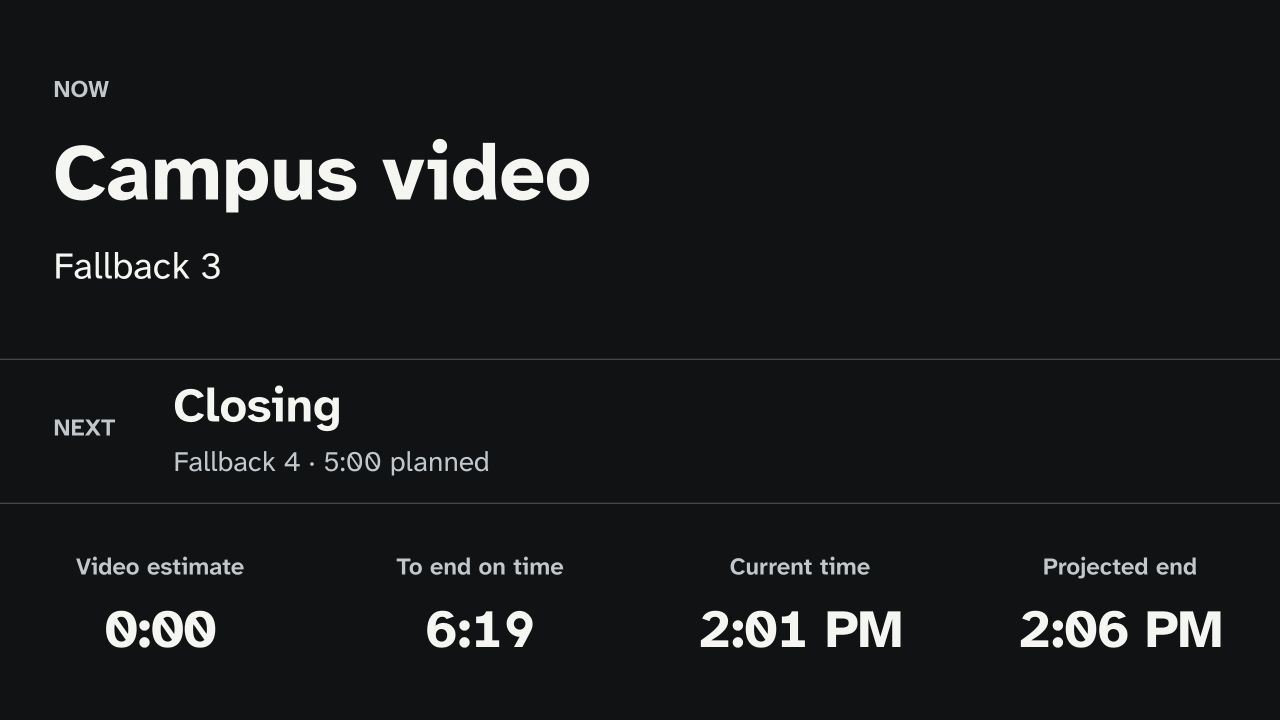 NOW
Campus video
Fallback 3
NEXT
Closing
Fallback 4 · 5:00 planned
Video estimate
0:00
To end on time
6:19
Current time
2:01 PM
Projected end
2:06 PM